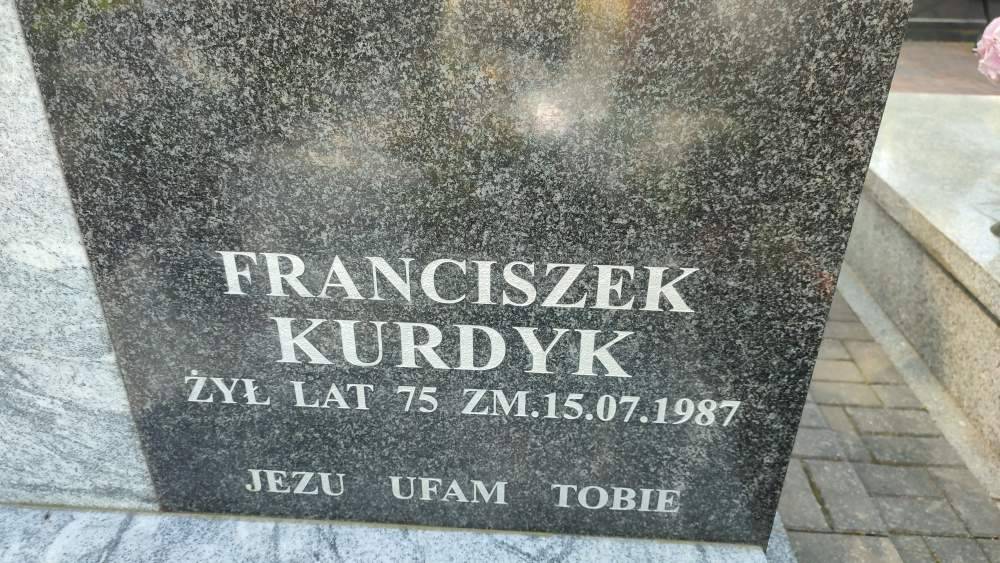 FRANCISZEK
KURDYK
ŻYŁ LAT 75 ZM.15.07.1987
JEZU UFAM TOBIE